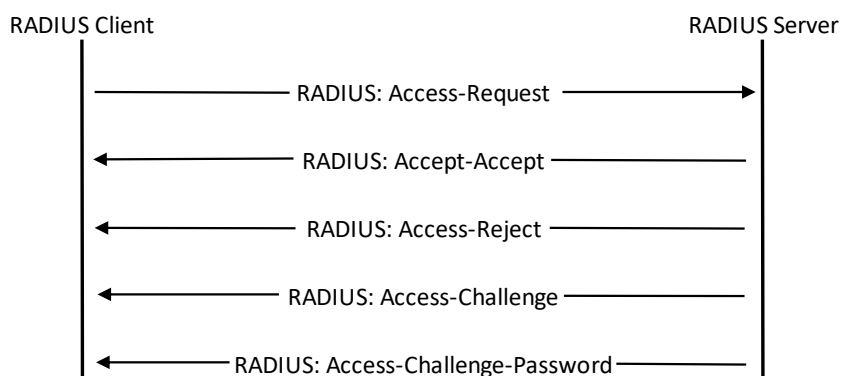 RADIUS Client RADIUS Server
RADIUS: Access-Request
RADIUS: Accept-Accept
RADIUS: Access-Reject
RADIUS: Access-Challenge
RADIUS: Access-Challenge-Password